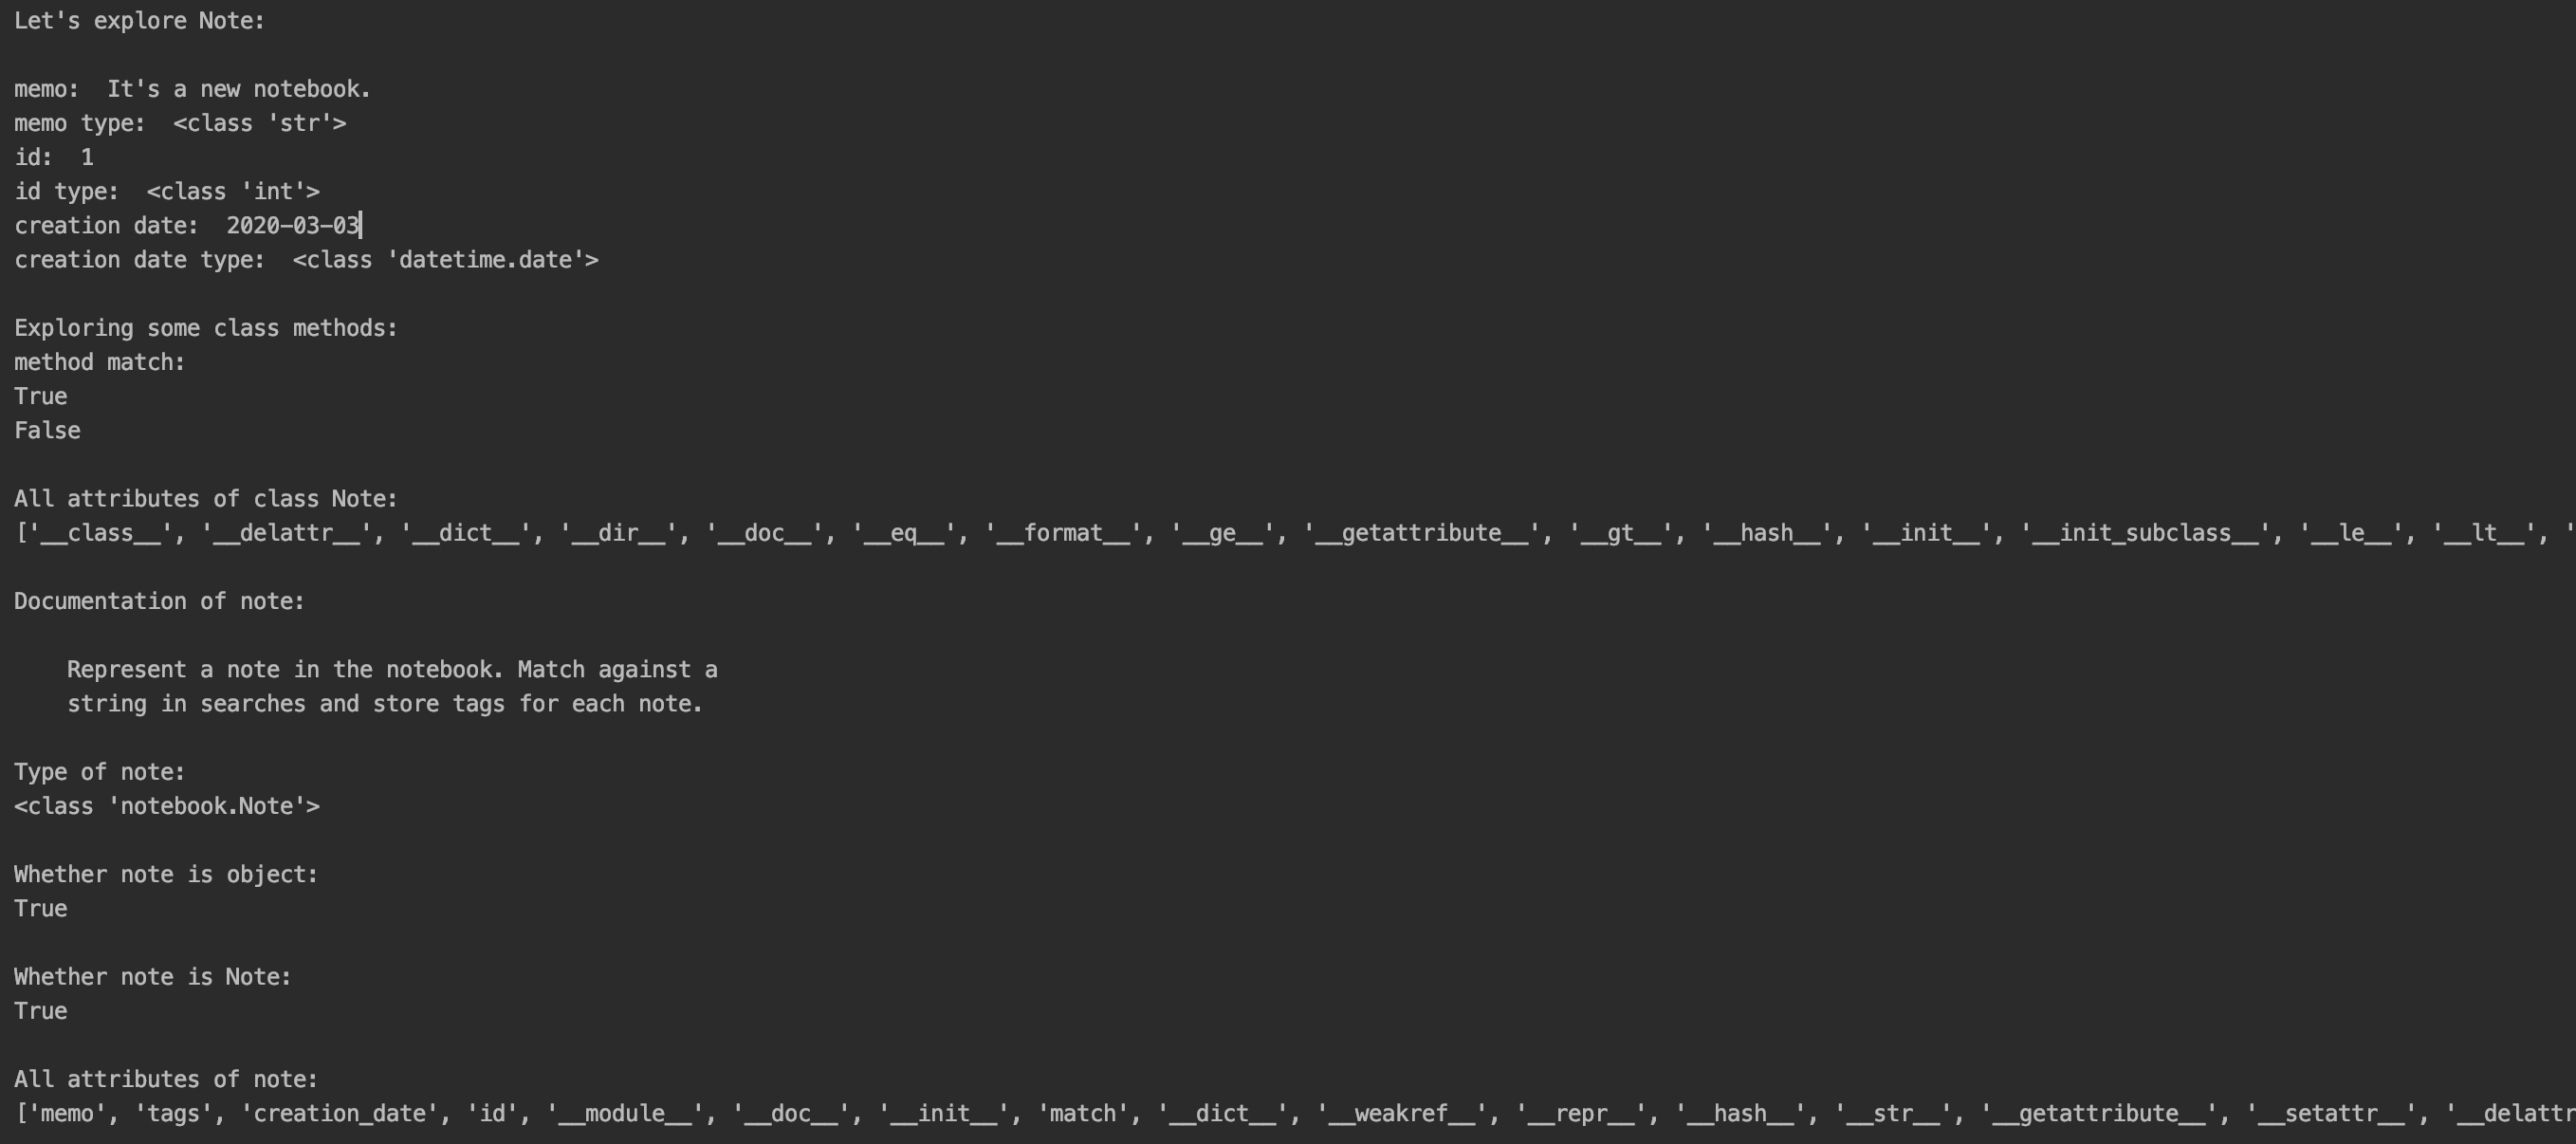 Let's explore Note:
memo:  It's a new notebook.
memo type:  <class 'str'>
id:  1
id type:  <class 'int'>
creation date:  2020-03-03
creation date type:  <class 'datetime.date'>
Exploring some class methods:
method match:
True
False
All attributes of class Note:
['__class__', '__delattr__', '__dict__', '__dir__', '__doc__', '__eq__', '__format__', '__ge__', '__getattribute__', '__gt__', '__hash__', '__init__', '__init_subclass__', '__le__', '__lt__', '
Documentation of note:
Represent a note in the notebook. Match against a
string in searches and store tags for each note.
Type of note:
<class 'notebook.Note'>
Whether note is object:
True
Whether note is Note:
True
All attributes of note:
['memo', 'tags', 'creation_date', 'id', '__module__', '__doc__', '__init__', 'match', '__dict__', '__weakref__', '__repr__', '__hash__', '__str__', '__getattribute__', '__setattr__', '__delattr